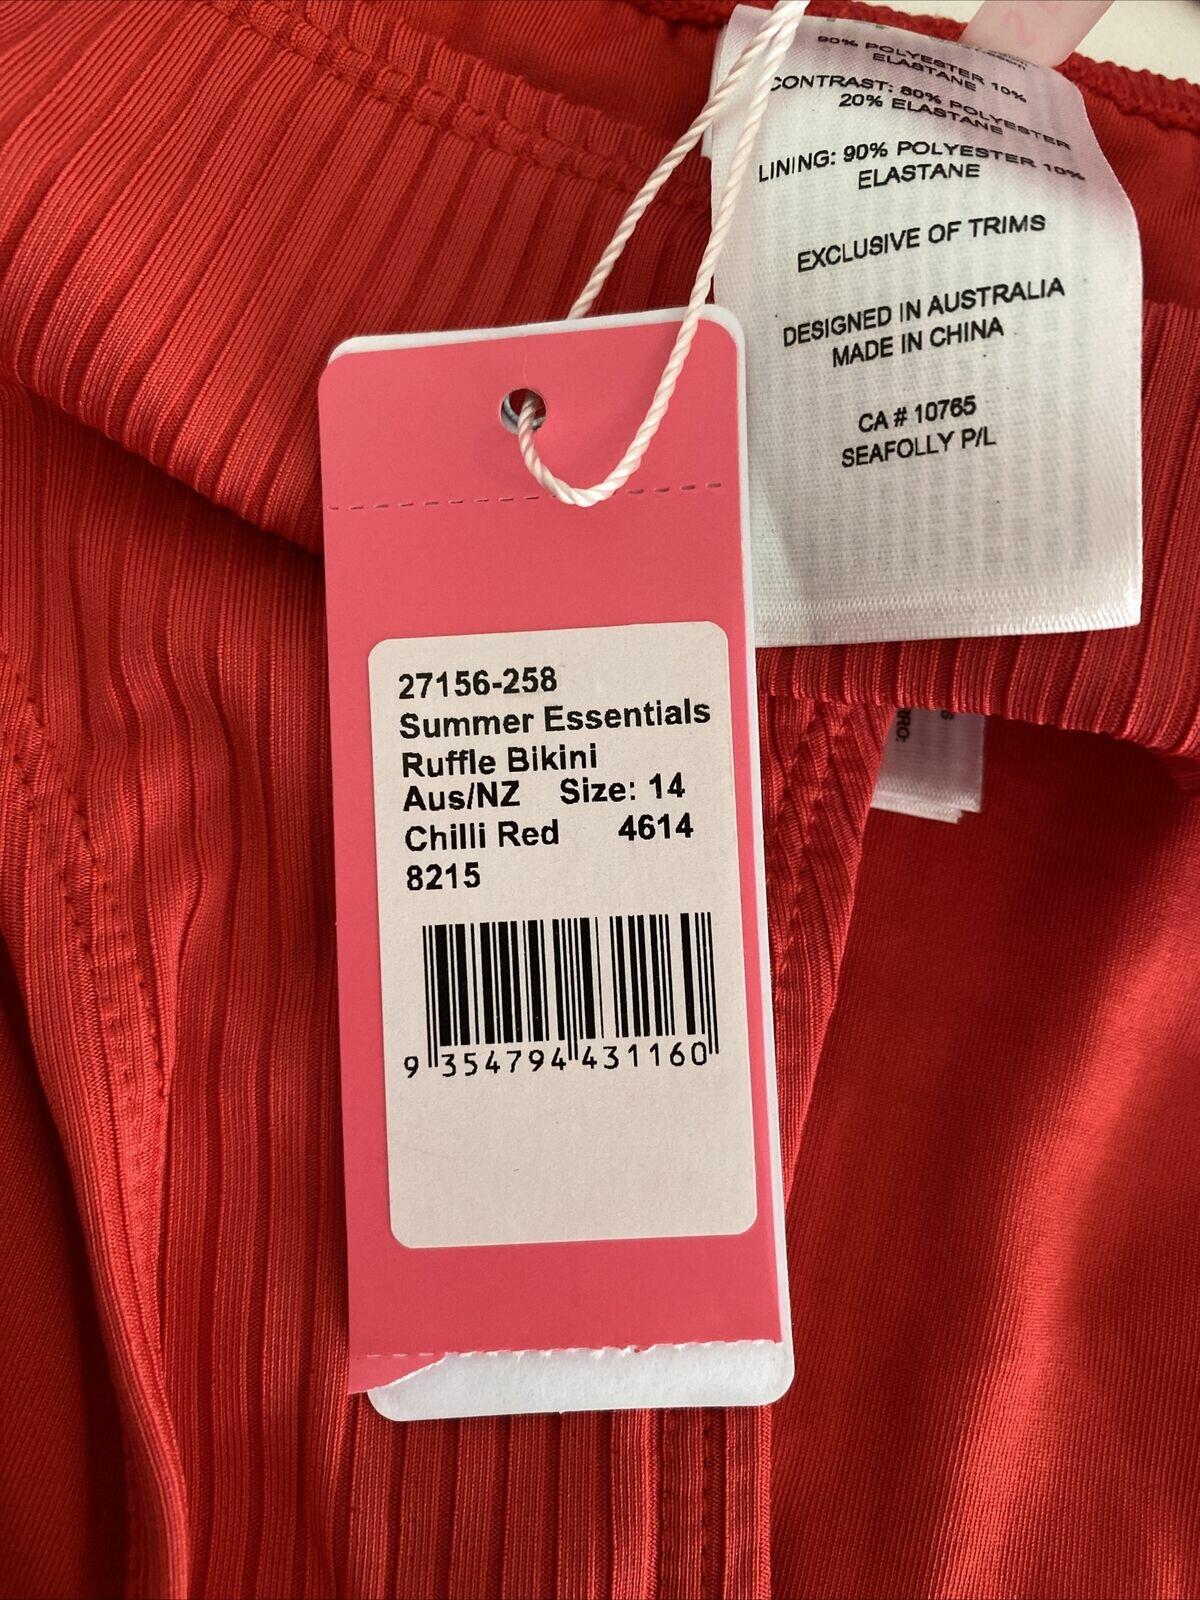 90% POLYESTER 10%
ELASTANE
CONTRAST: 80% POLYESTER
20% ELASTANE
LINING: 90% POLYESTER 10%
ELASTANE
EXCLUSIVE OF TRIMS
DESIGNED IN AUSTRALIA
MADE IN CHINA
CA # 10765
SEAFOLLY P/L
27156-258
Summer Essentials
Ruffle Bikini
Aus/NZ Size: 14
Chilli Red 4614
8215
9 354794 431160